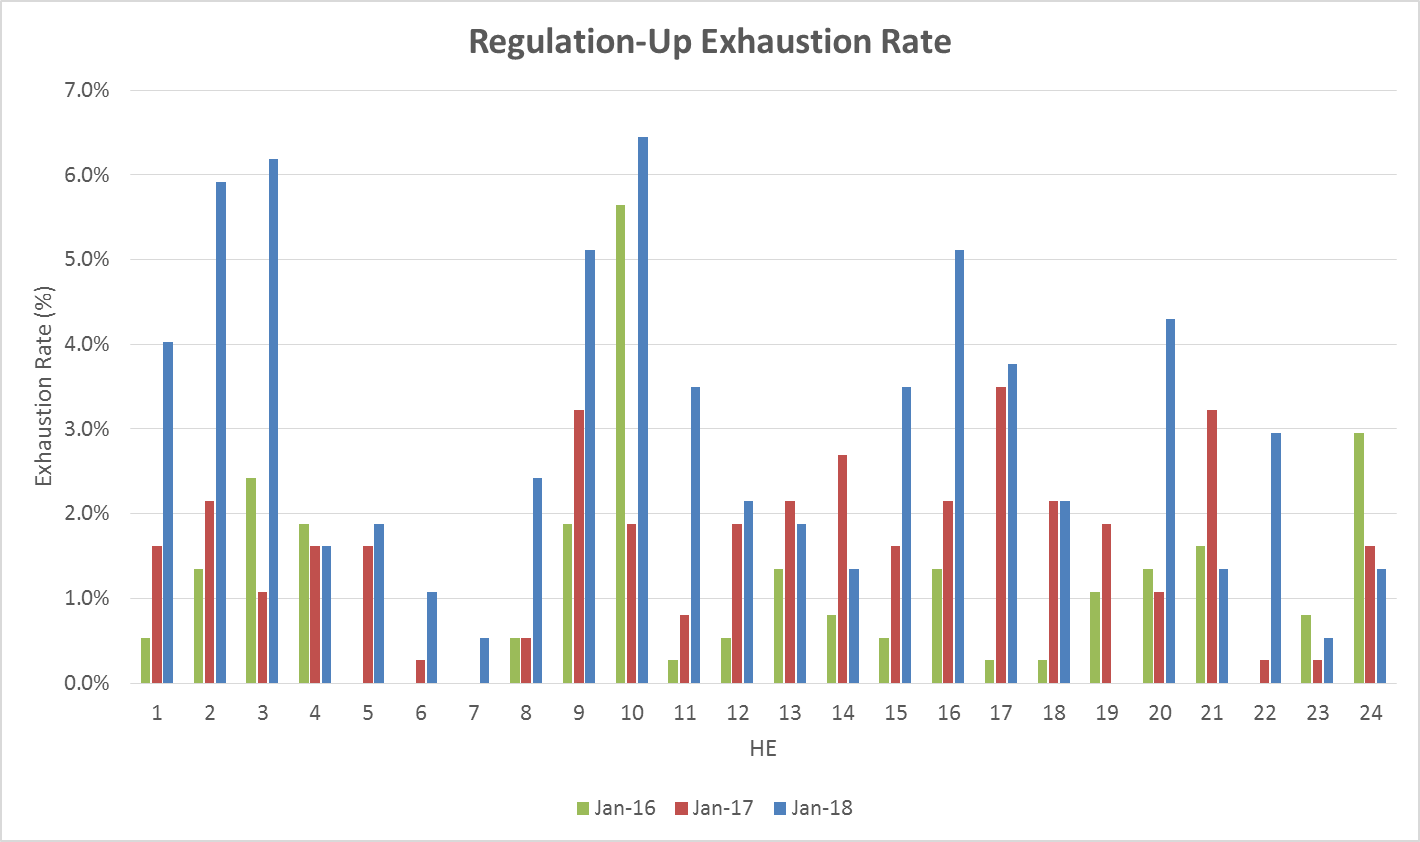 Regulation-Up Exhaustion Rate
7.0%
6.0%
5.0%
4.0%
3.0%
2.0%
1.0%
0.0%
Exhaustion Rate (%)
1 2 3 4 5 6 7 8 9 10 11 12 13 14 15 16 17 18 19 20 21 22 23 24
HE
Jan-16 Jan-17 Jan-18